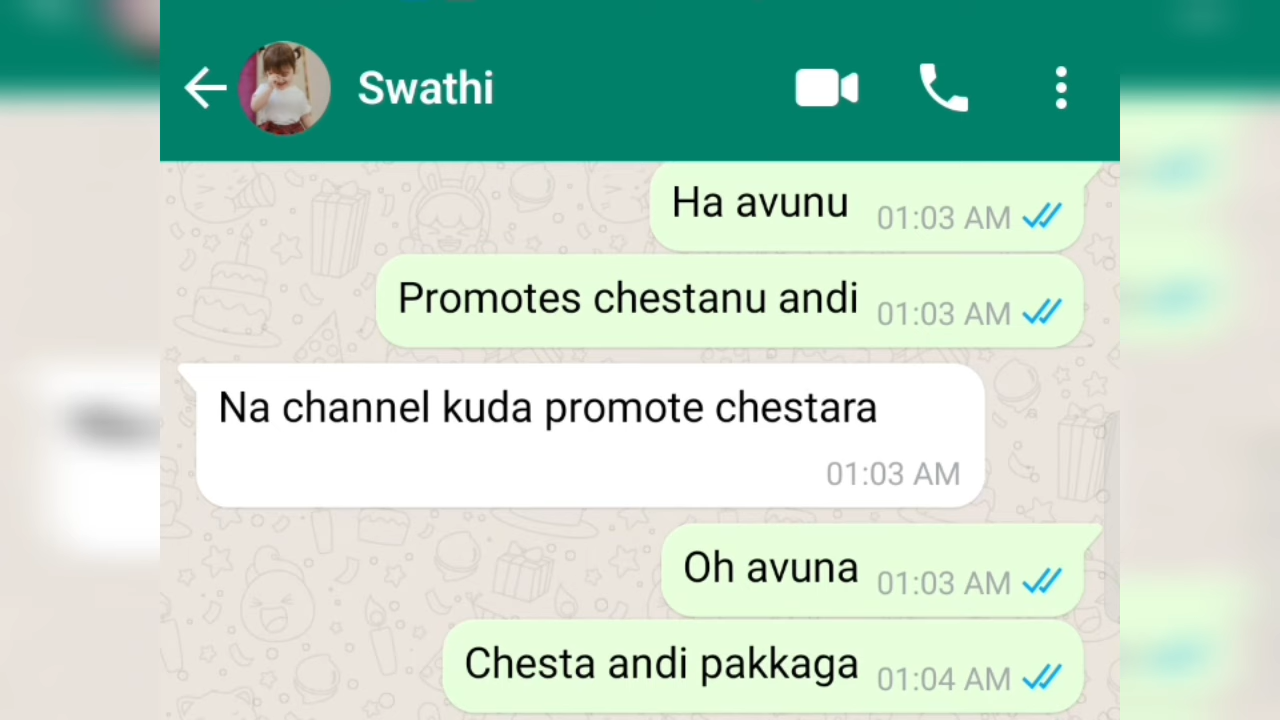 Swathi
Ha avunu 01:03 AM
Promotes chestanu andi 01:03 AM
Na channel kuda promote chestara
01:03 AM
Oh avuna 01:03 AM
Chesta andi pakkaga 01:04 AM